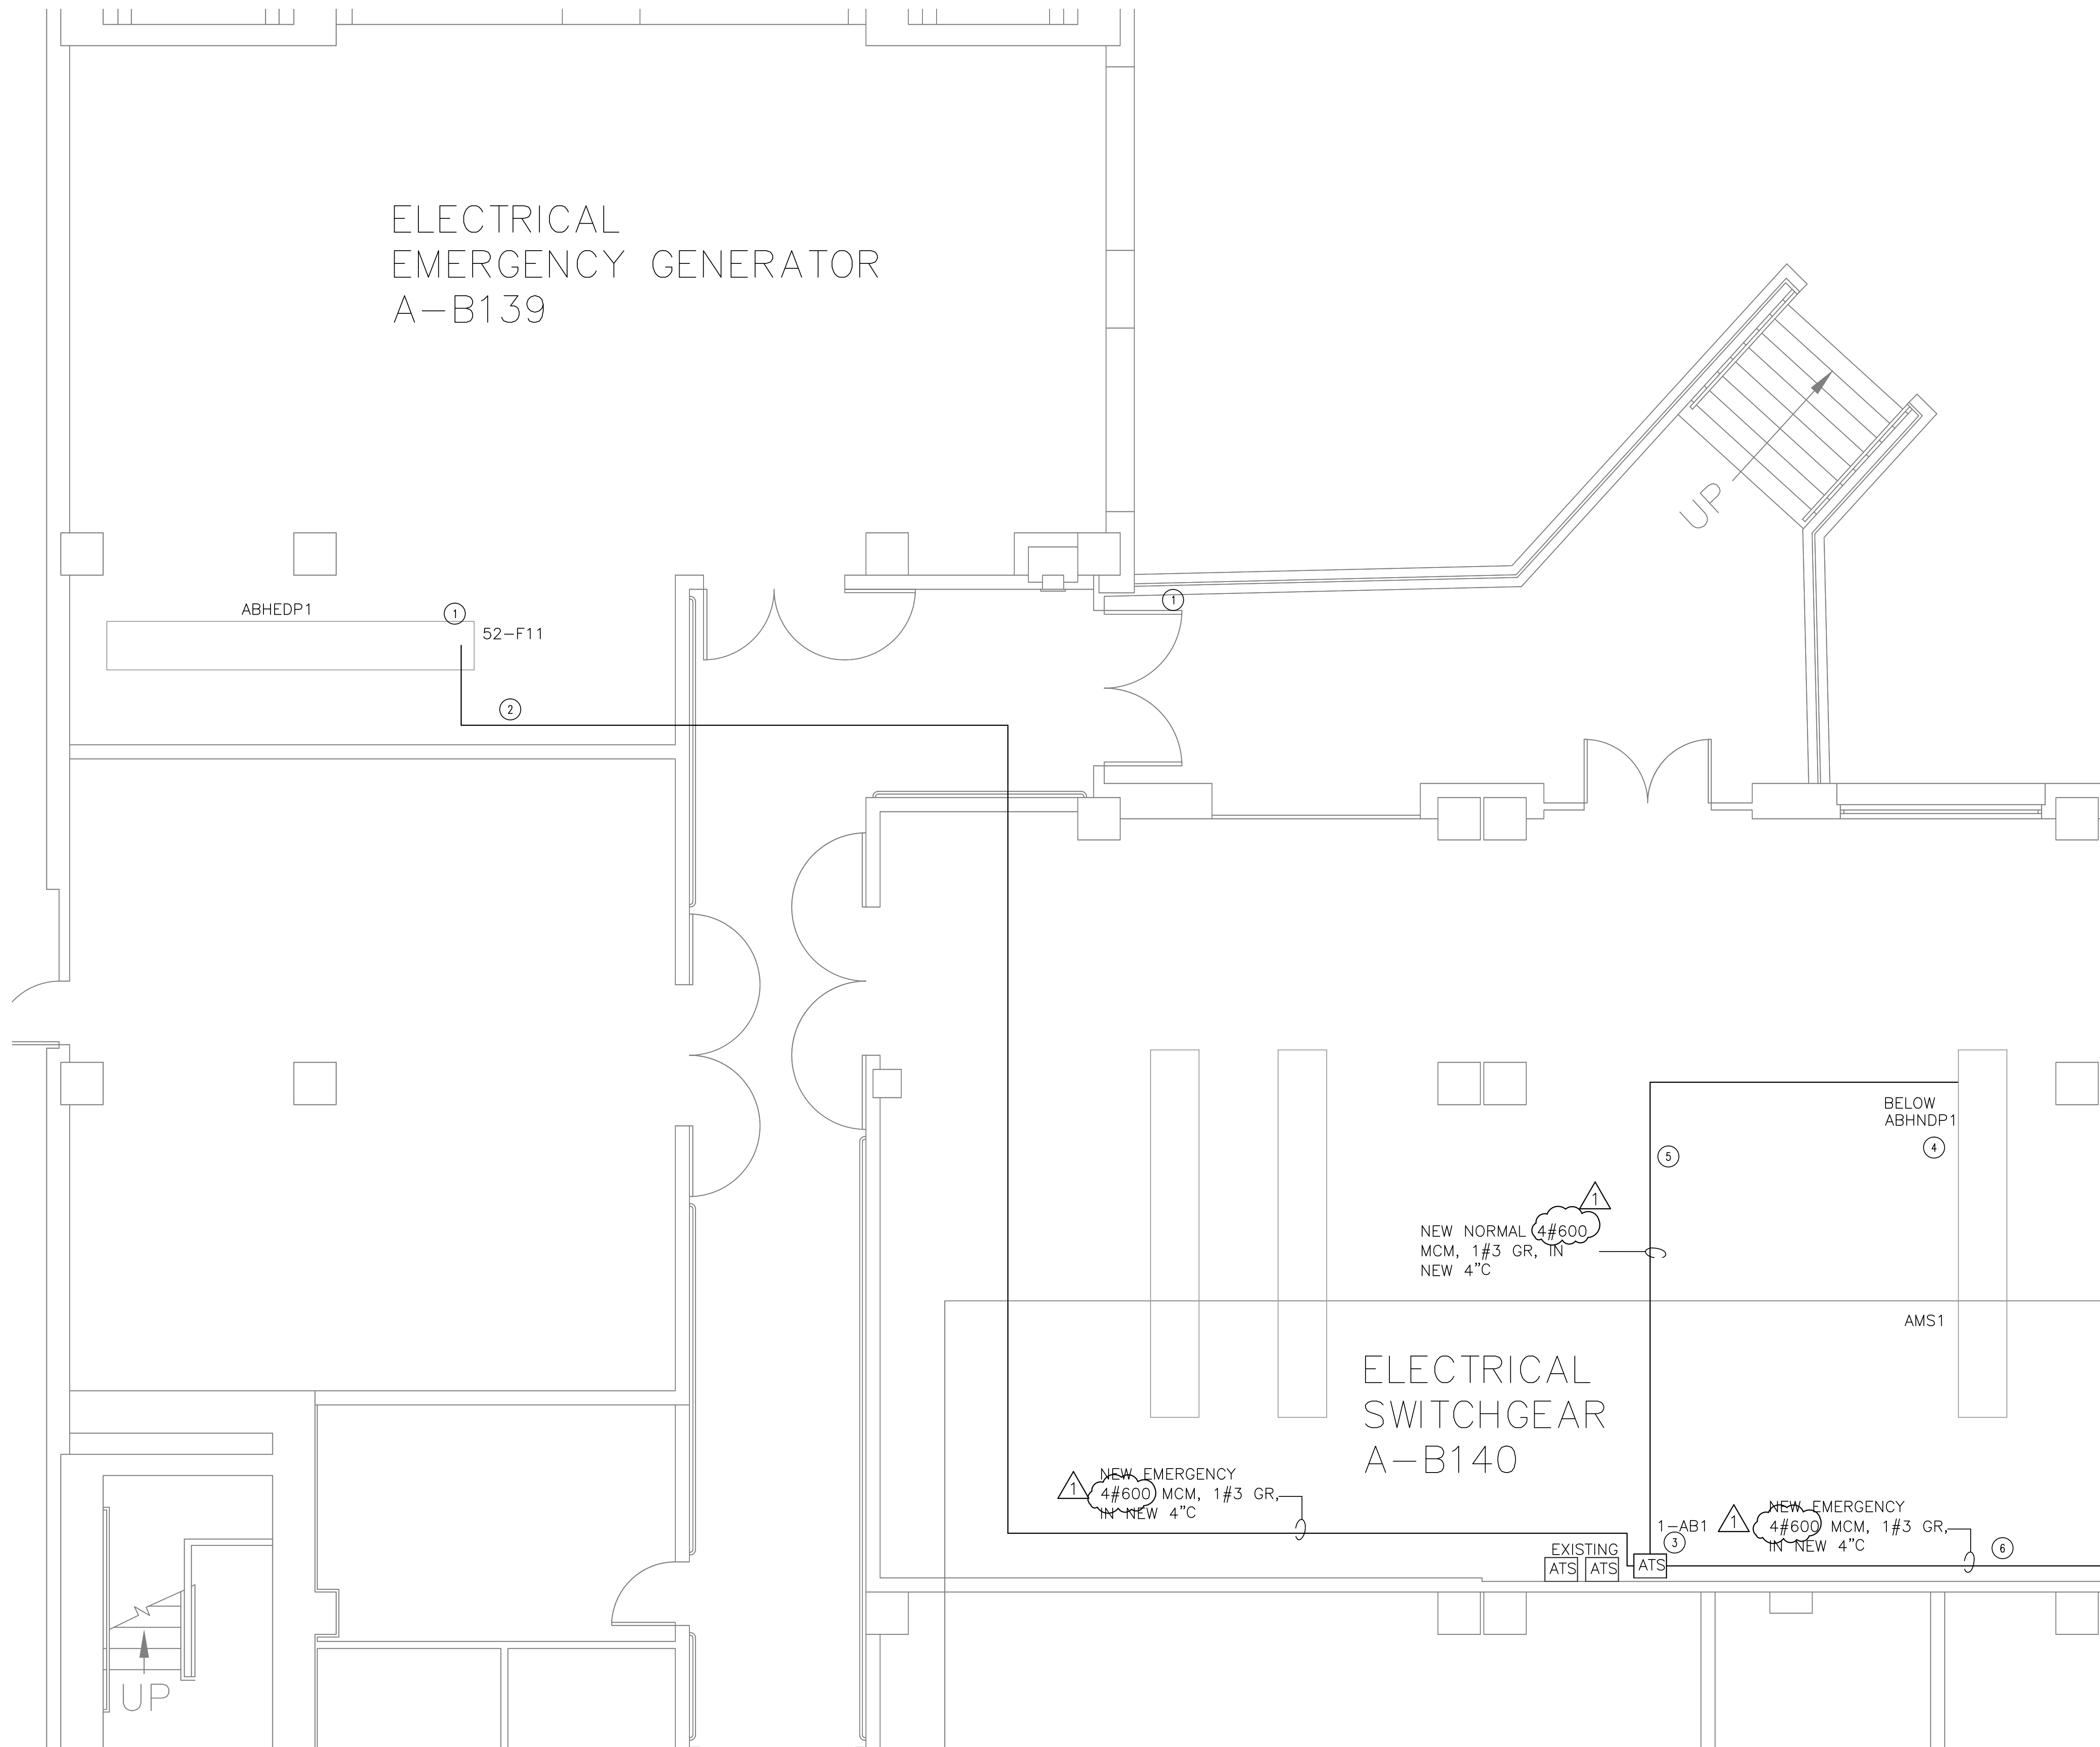 ELECTRICAL
EMERGENCY GENERATOR
A-B139
UP
ABHEDP1
1
52-F11
1
2
BELOW
ABHNDP1
4
5
1
NEW NORMAL 4#600
MCM, 1#3 GR, IN
NEW 4"C
AMS1
ELECTRICAL
SWITCHGEAR
A-B140
1
NEW EMERGENCY
4#600 MCM, 1#3 GR,
IN NEW 4"C
1-AB1
3
1
NEW EMERGENCY
4#600 MCM, 1#3 GR,
IN NEW 4"C
6
EXISTING
ATS ATS ATS
UP